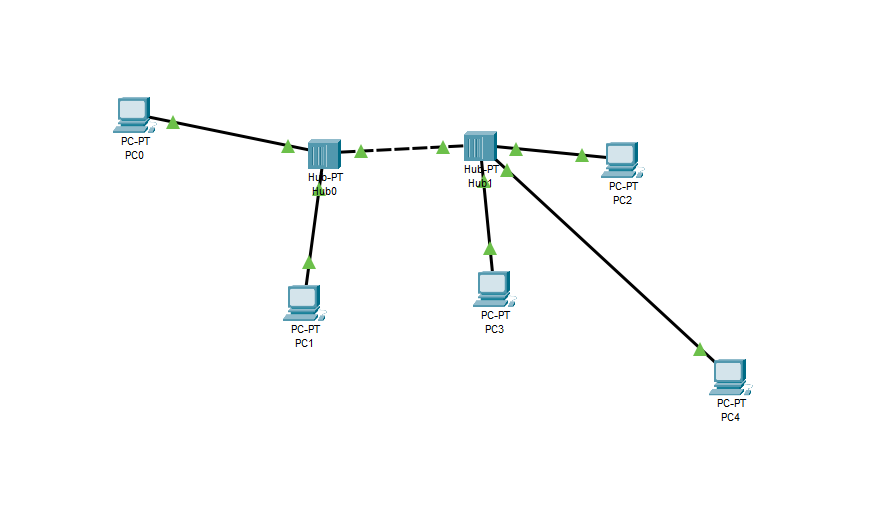 PC-PT
PC0
Hub-PT
Hub0
Hub-PT
Hub1
PC-PT
PC2
PC-PT
PC1
PC-PT
PC3
PC-PT
PC4